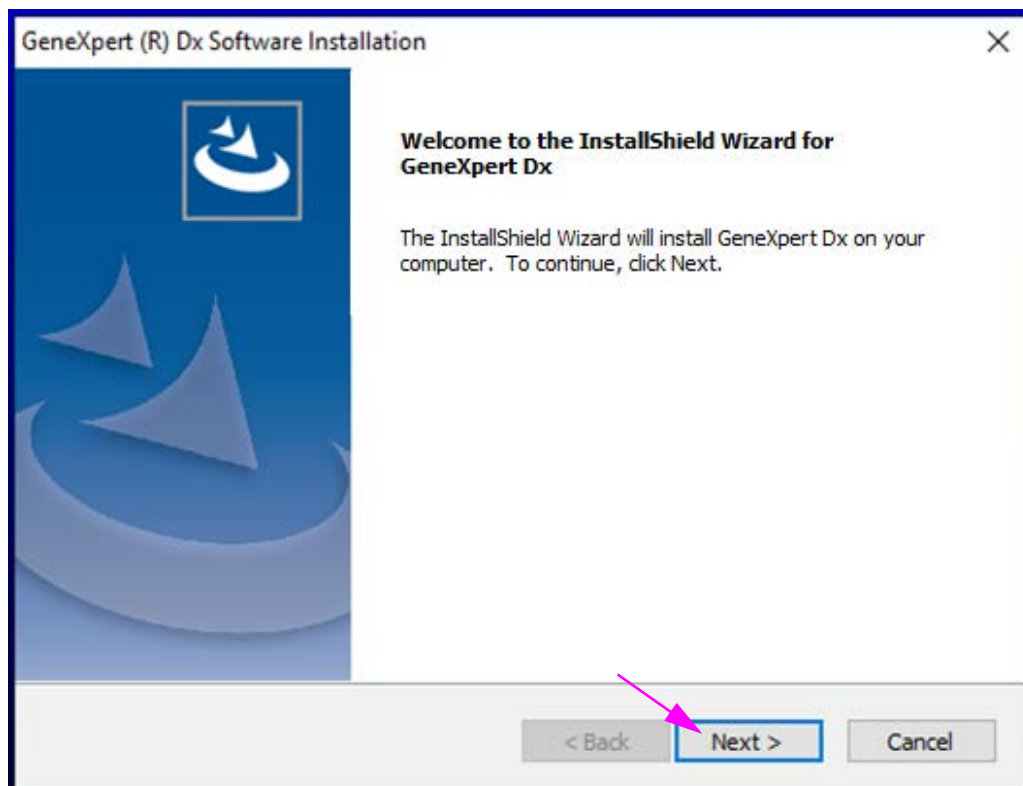 GeneXpert (R) Dx Software Installation
Welcome to the InstallShield Wizard for
GeneXpert Dx
The InstallShield Wizard will install GeneXpert Dx on your
computer. To continue, click Next.
< Back Next > Cancel